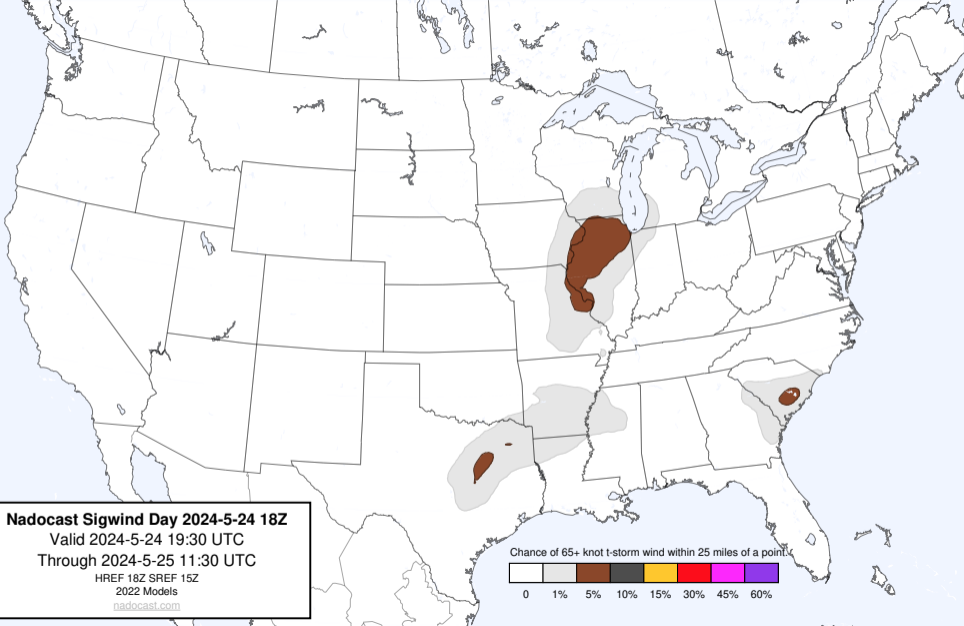 Nadocast Sigwind Day 2024-5-24 18Z
Valid 2024-5-24 19:30 UTC
Through 2024-5-25 11:30 UTC
HREF 18Z SREF 15Z
2022 Models
nadocast.com
Chance of 65+ knot t-storm wind within 25 miles of a point.
0 1% 5% 10% 15% 30% 45% 60%